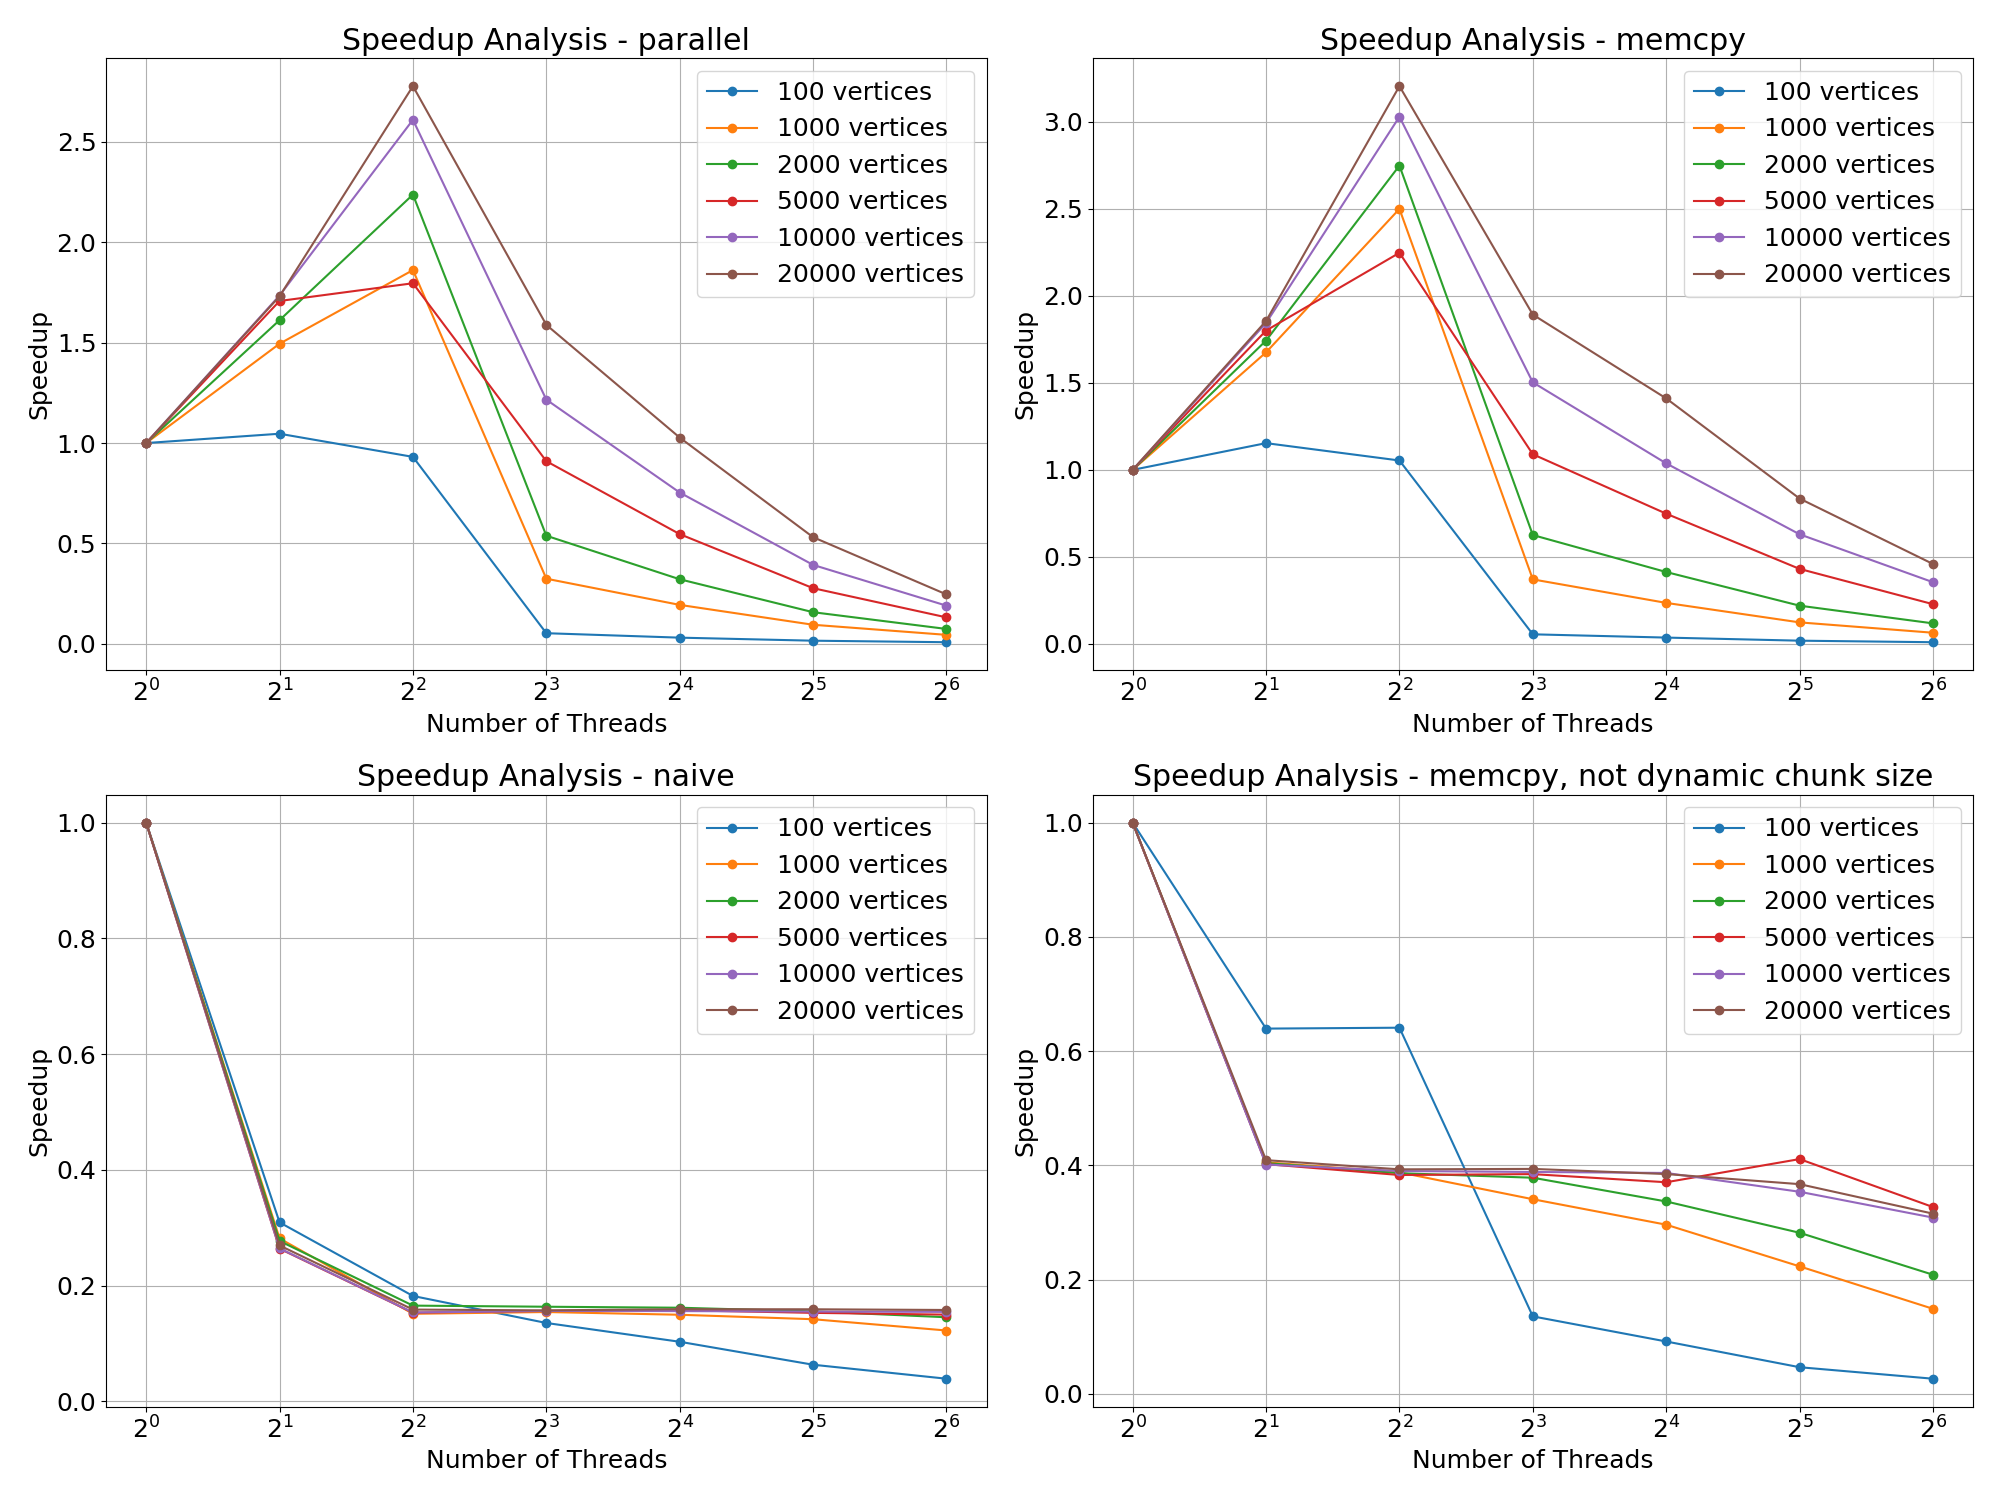 Speedup Analysis - parallel
Speedup
2.5
2.0
1.5
1.0
0.5
0.0
2^0 2^1 2^2 2^3 2^4 2^5 2^6
Number of Threads
100 vertices
1000 vertices
2000 vertices
5000 vertices
10000 vertices
20000 vertices
Speedup Analysis - memcpy
Speedup
3.0
2.5
2.0
1.5
1.0
0.5
0.0
2^0 2^1 2^2 2^3 2^4 2^5 2^6
Number of Threads
100 vertices
1000 vertices
2000 vertices
5000 vertices
10000 vertices
20000 vertices
Speedup Analysis - naive
Speedup
1.0
0.8
0.6
0.4
0.2
0.0
2^0 2^1 2^2 2^3 2^4 2^5 2^6
Number of Threads
100 vertices
1000 vertices
2000 vertices
5000 vertices
10000 vertices
20000 vertices
Speedup Analysis - memcpy, not dynamic chunk size
Speedup
1.0
0.8
0.6
0.4
0.2
0.0
2^0 2^1 2^2 2^3 2^4 2^5 2^6
Number of Threads
100 vertices
1000 vertices
2000 vertices
5000 vertices
10000 vertices
20000 vertices